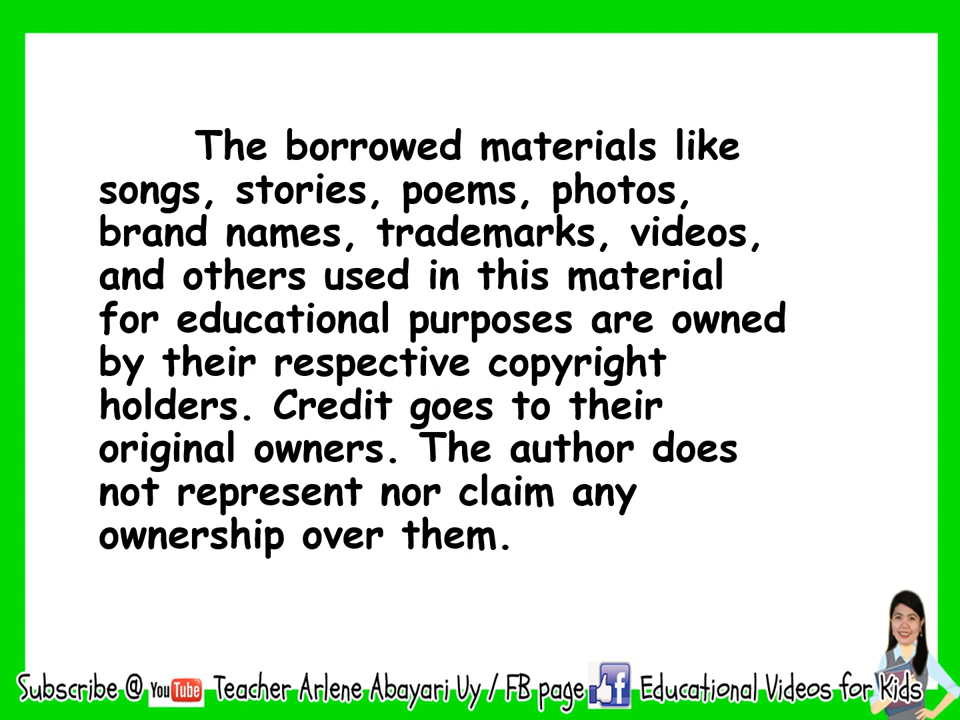 The borrowed materials like
songs, stories, poems, photos,
brand names, trademarks, videos,
and others used in this material
for educational purposes are owned
by their respective copyright
holders. Credit goes to their
original owners. The author does
not represent nor claim any
ownership over them.
Subscribe @ YouTube Teacher Arlene Abayari Uy / FB page f Educational Videos for Kids